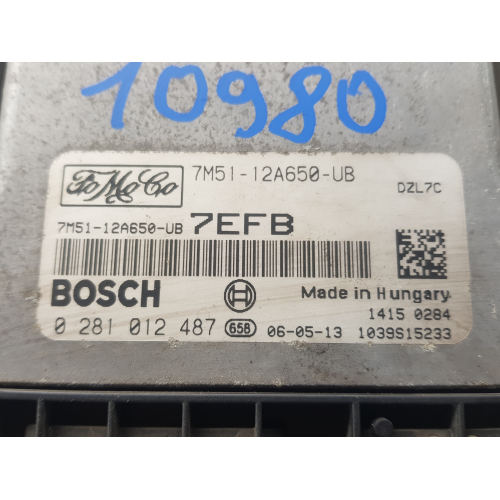 10980
FoMoCo 7M51-12A650-UB
DZL7C
7M51-12A650-UB 7EFB
BOSCH Made in Hungary
1415 0284
0 281 012 487 658 06-05-13 1039S15233